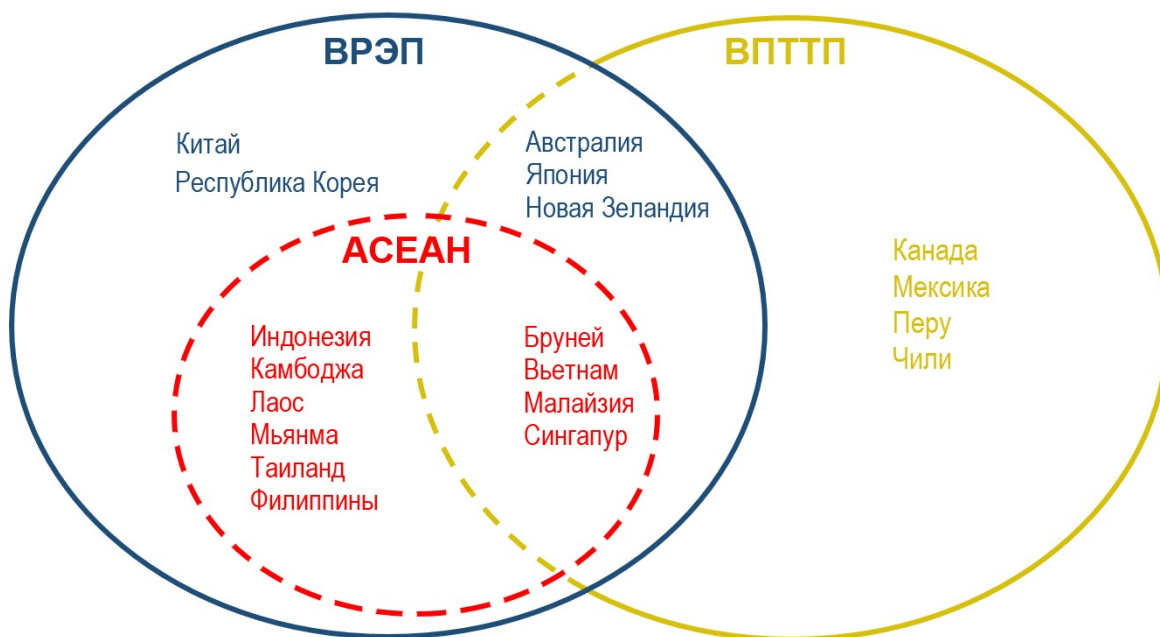 ВРЭП
ВПТТП
Китай
Республика Корея
Австралия
Япония
Новая Зеландия
АСЕАН
Индонезия
Камбоджа
Лаос
Мьянма
Таиланд
Филиппины
Бруней
Вьетнам
Малайзия
Сингапур
Канада
Мексика
Перу
Чили